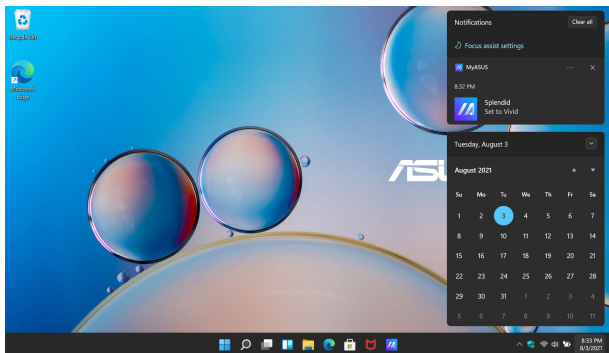 Recycle Bin
Microsoft
Edge
ASU
Notifications
Clear all
Focus assist settings
MyASUS
8:32 PM
Splendid
Set to Vivid
Tuesday, August 3
August 2021
Su Mo Tu We Th Fr Sa
1 2 3 4 5 6 7
8 9 10 11 12 13 14
15 16 17 18 19 20 21
22 23 24 25 26 27 28
29 30 31 1 2 3 4
5 6 7 8 9 10 11
8:33 PM
8/3/2021